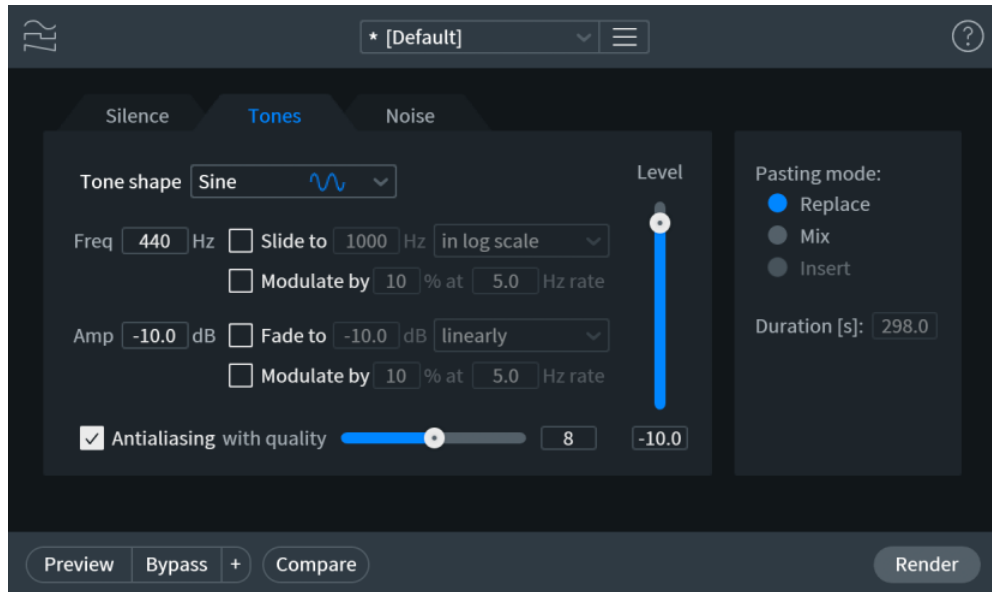 * [Default]
?
Silence Tones Noise
Tone shape Sine
Level
Freq 440 Hz Slide to 1000 Hz in log scale
Modulate by 10 % at 5.0 Hz rate
Amp -10.0 dB Fade to -10.0 dB linearly
Modulate by 10 % at 5.0 Hz rate
Antialiasing with quality 8 -10.0
Pasting mode:
Replace
Mix
Insert
Duration [s]: 298.0
Preview Bypass + Compare Render